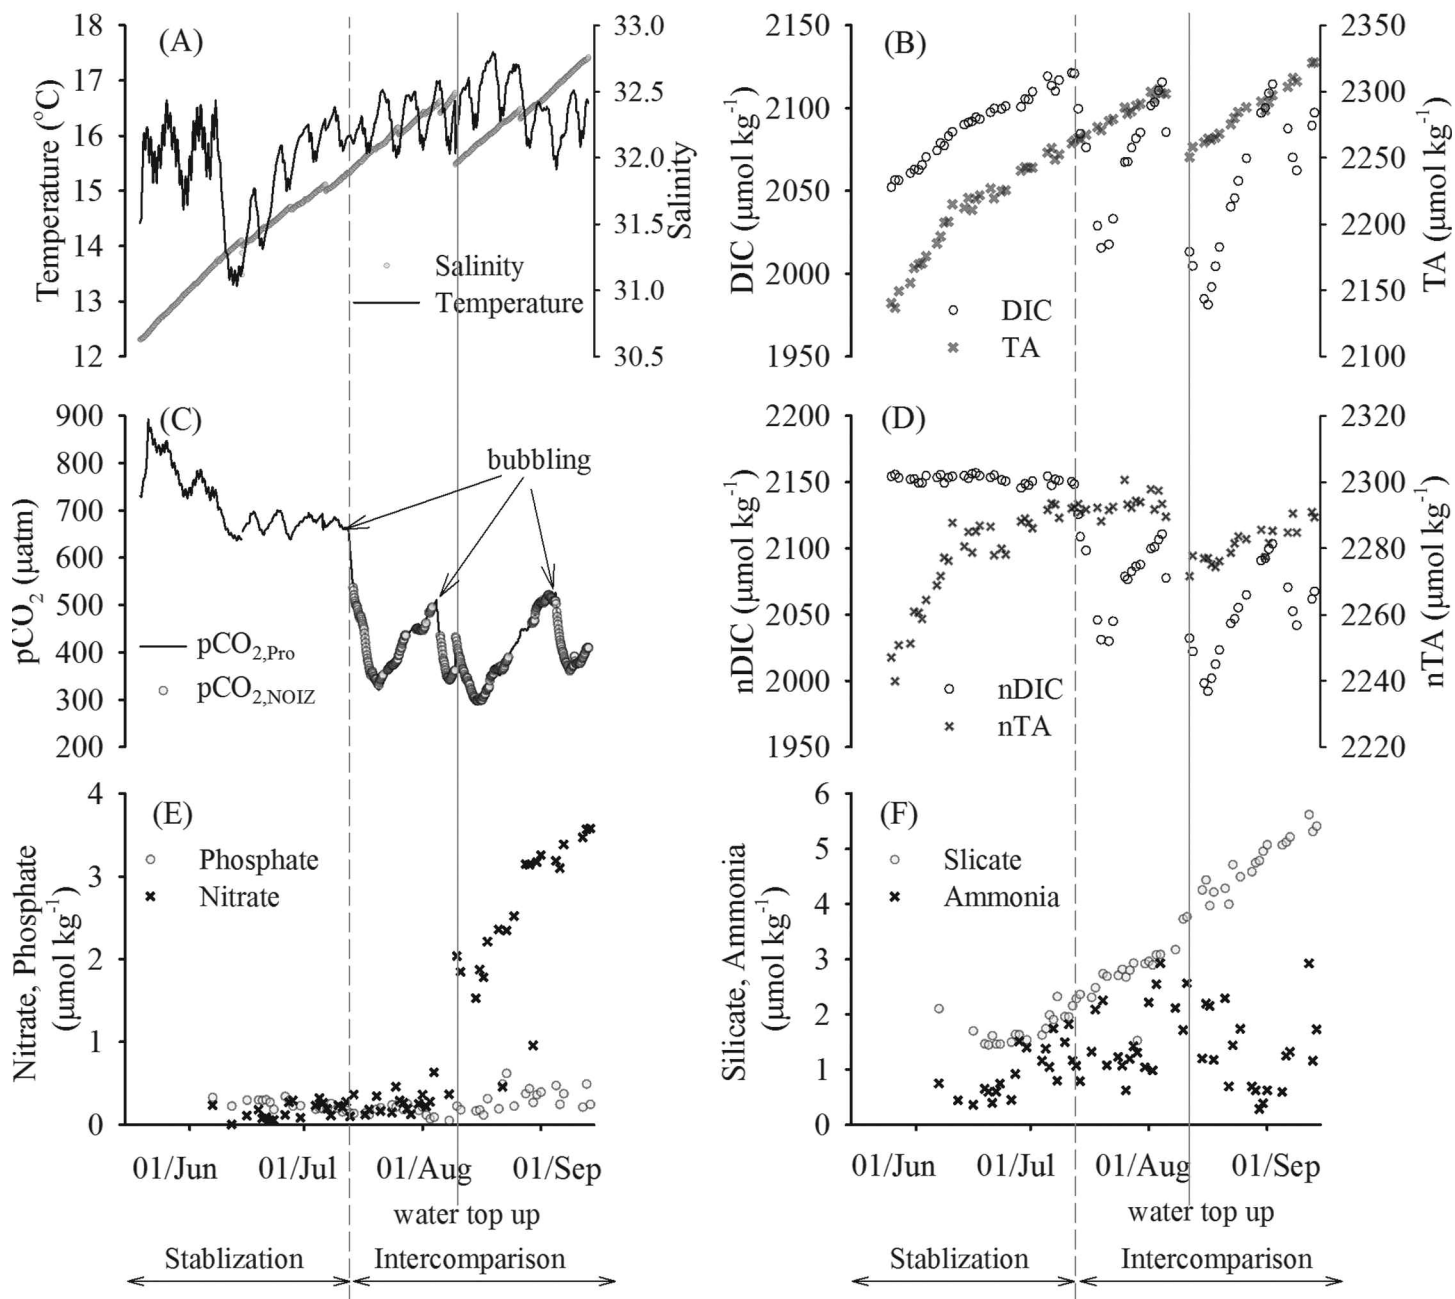 (A)
18
17
16
15
14
13
12
Temperature (°C)
33.0
32.5
32.0
31.5
31.0
30.5
Salinity
Salinity
Temperature
(B)
2150
2100
2050
2000
1950
DIC (µmol kg⁻¹)
2350
2300
2250
2200
2150
2100
TA (µmol kg⁻¹)
DIC
TA
(C)
900
800
700
600
500
400
300
200
pCO₂ (µatm)
bubbling
pCO₂,Pro
pCO₂,NOIZ
(D)
2200
2150
2100
2050
2000
1950
nDIC (µmol kg⁻¹)
2320
2300
2280
2260
2240
2220
nTA (µmol kg⁻¹)
nDIC
nTA
(E)
4
3
2
1
0
Nitrate, Phosphate
(µmol kg⁻¹)
Phosphate
Nitrate
01/Jun
01/Jul
01/Aug
01/Sep
(F)
6
5
4
3
2
1
0
Silicate, Ammonia
(µmol kg⁻¹)
Slicate
Ammonia
01/Jun
01/Jul
01/Aug
01/Sep
water top up
Stablization
Intercomparison
water top up
Stablization
Intercomparison